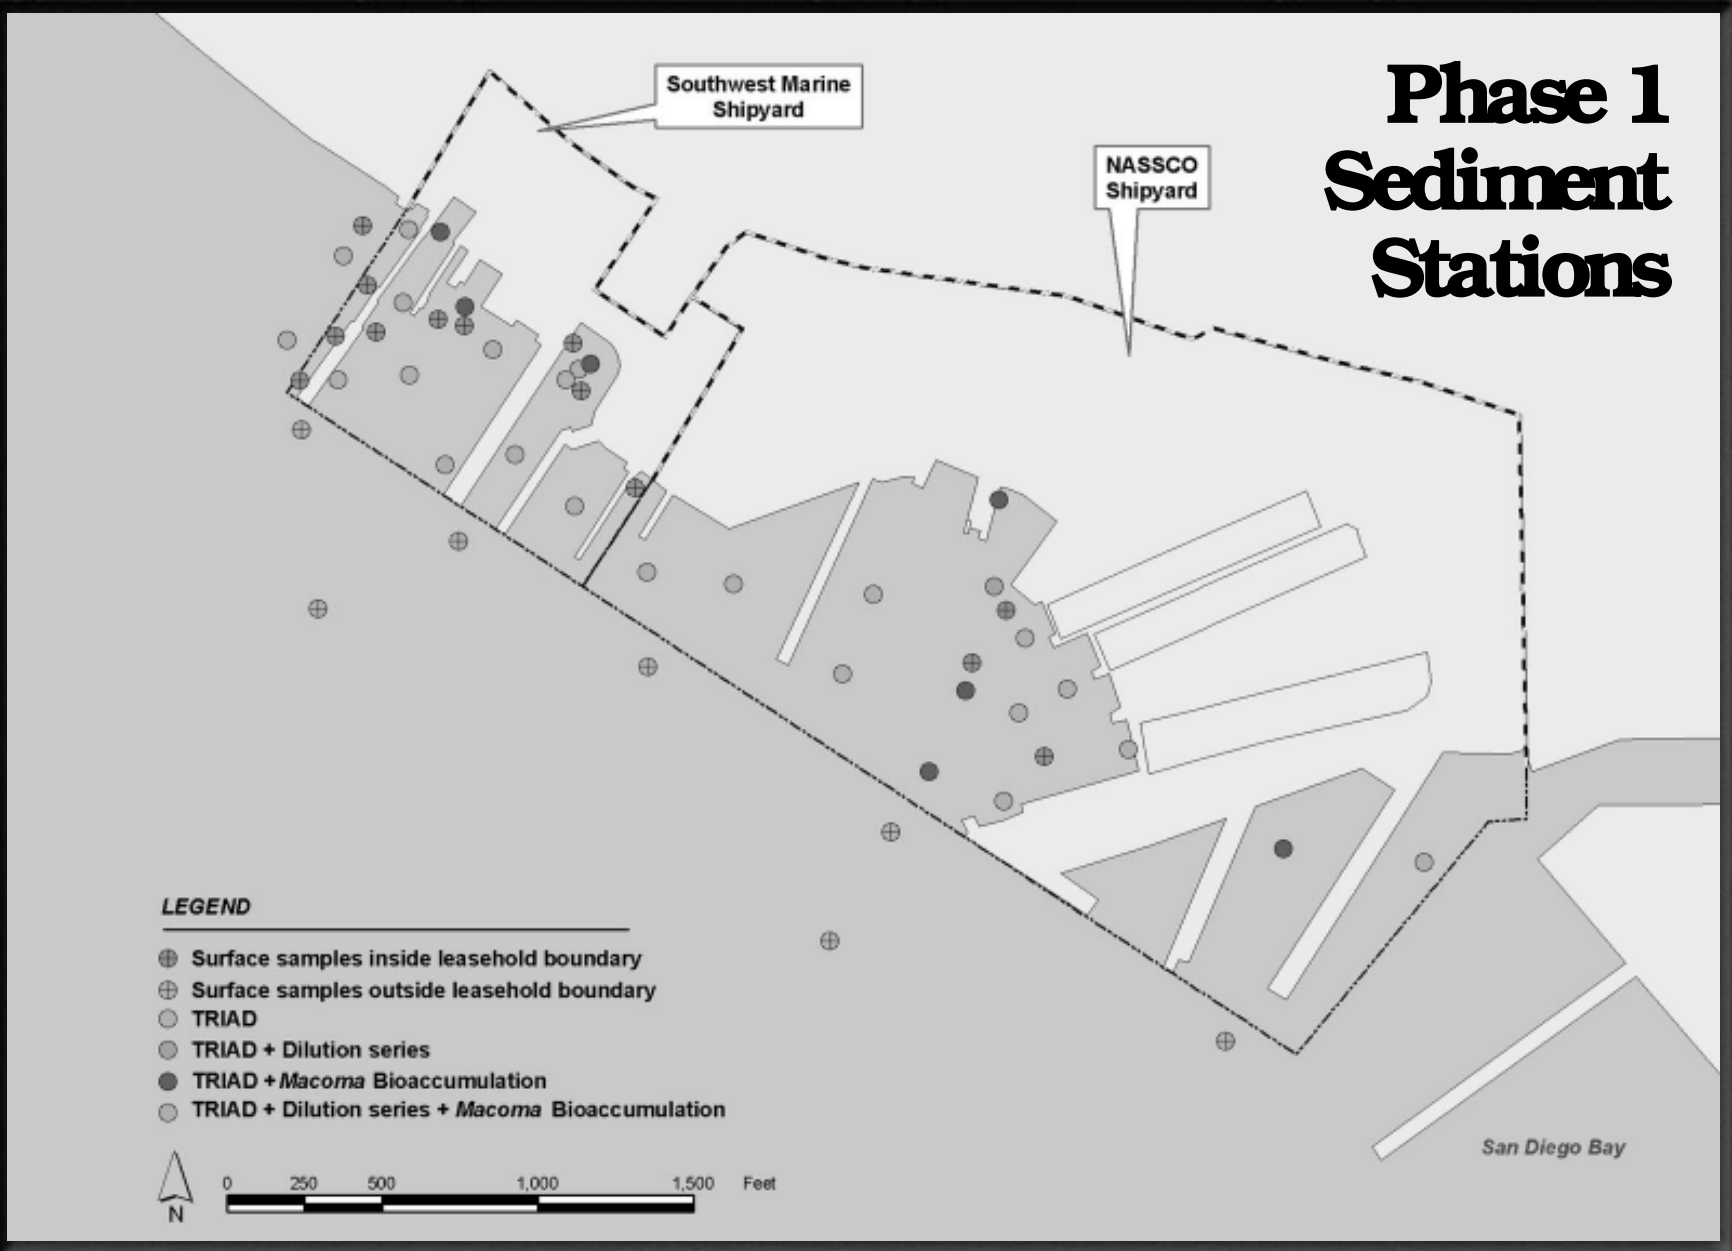 Phase 1
Sediment
Stations
Southwest Marine
Shipyard
NASSCO
Shipyard
LEGEND
Surface samples inside leasehold boundary
Surface samples outside leasehold boundary
TRIAD
TRIAD + Dilution series
TRIAD + Macoma Bioaccumulation
TRIAD + Dilution series + Macoma Bioaccumulation
N
0 250 500 1,000 1,500 Feet
San Diego Bay